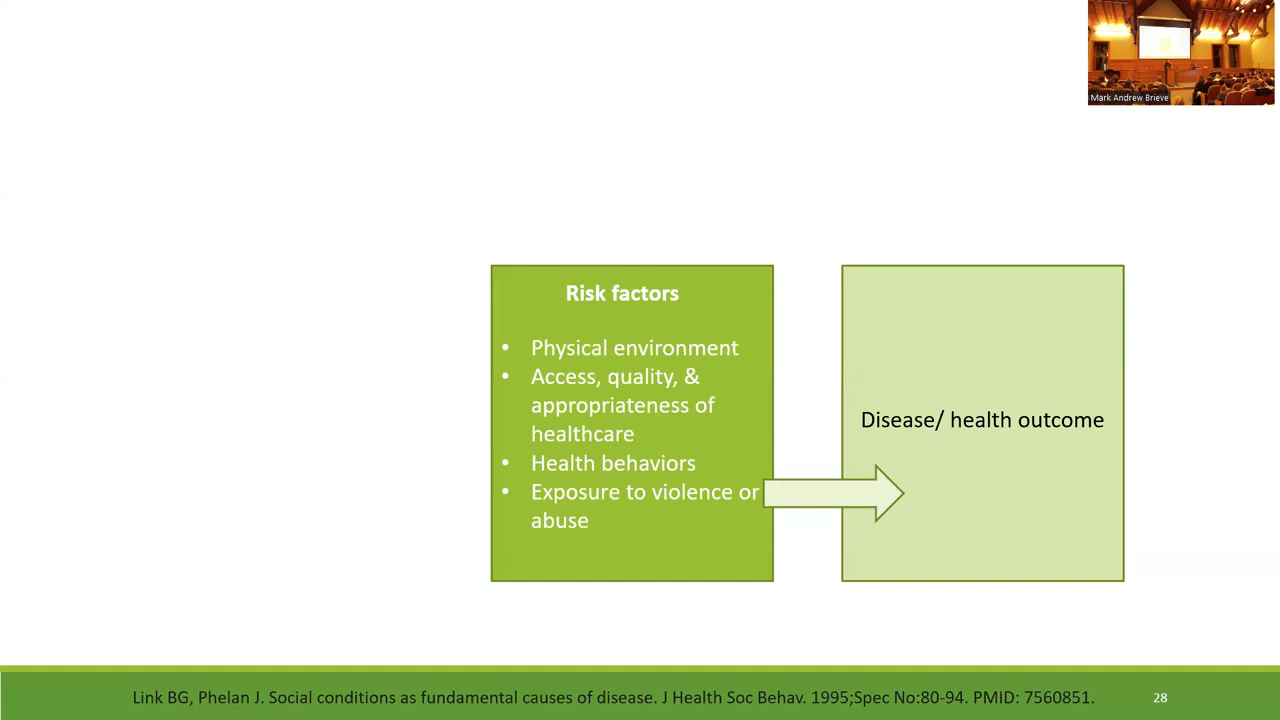 Mark Andrew Brieve
Risk factors
• Physical environment
• Access, quality, &
appropriateness of
healthcare
• Health behaviors
• Exposure to violence or
abuse
Disease/ health outcome
Link BG, Phelan J. Social conditions as fundamental causes of disease. J Health Soc Behav. 1995;Spec No:80-94. PMID: 7560851.
28